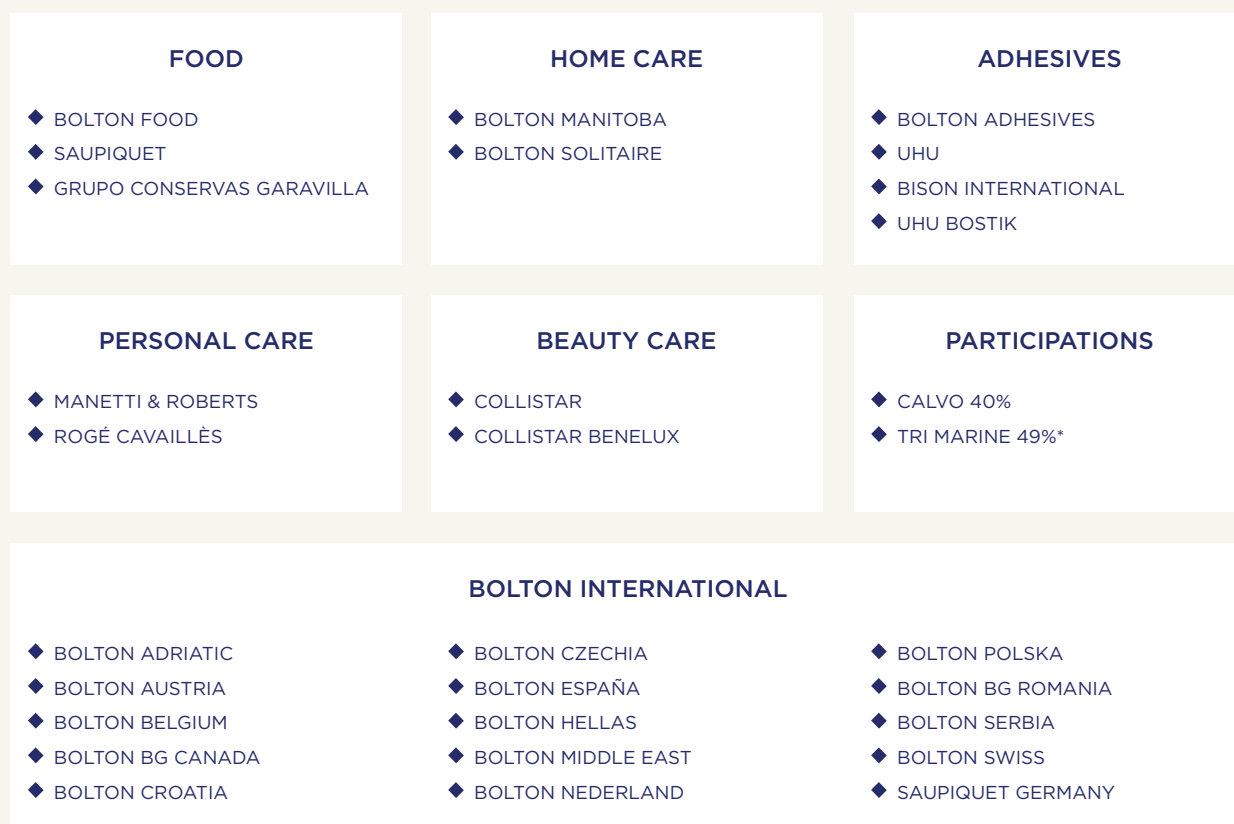 FOOD
BOLTON FOOD
SAUPIQUET
GRUPO CONSERVAS GARAVILLA
HOME CARE
BOLTON MANITOBA
BOLTON SOLITAIRE
ADHESIVES
BOLTON ADHESIVES
UHU
BISON INTERNATIONAL
UHU BOSTIK
PERSONAL CARE
MANETTI & ROBERTS
ROGÉ CAVAILLÈS
BEAUTY CARE
COLLISTAR
COLLISTAR BENELUX
PARTICIPATIONS
CALVO 40%
TRI MARINE 49%*
BOLTON INTERNATIONAL
BOLTON ADRIATIC
BOLTON AUSTRIA
BOLTON BELGIUM
BOLTON BG CANADA
BOLTON CROATIA
BOLTON CZECHIA
BOLTON ESPAÑA
BOLTON HELLAS
BOLTON MIDDLE EAST
BOLTON NEDERLAND
BOLTON POLSKA
BOLTON BG ROMANIA
BOLTON SERBIA
BOLTON SWISS
SAUPIQUET GERMANY